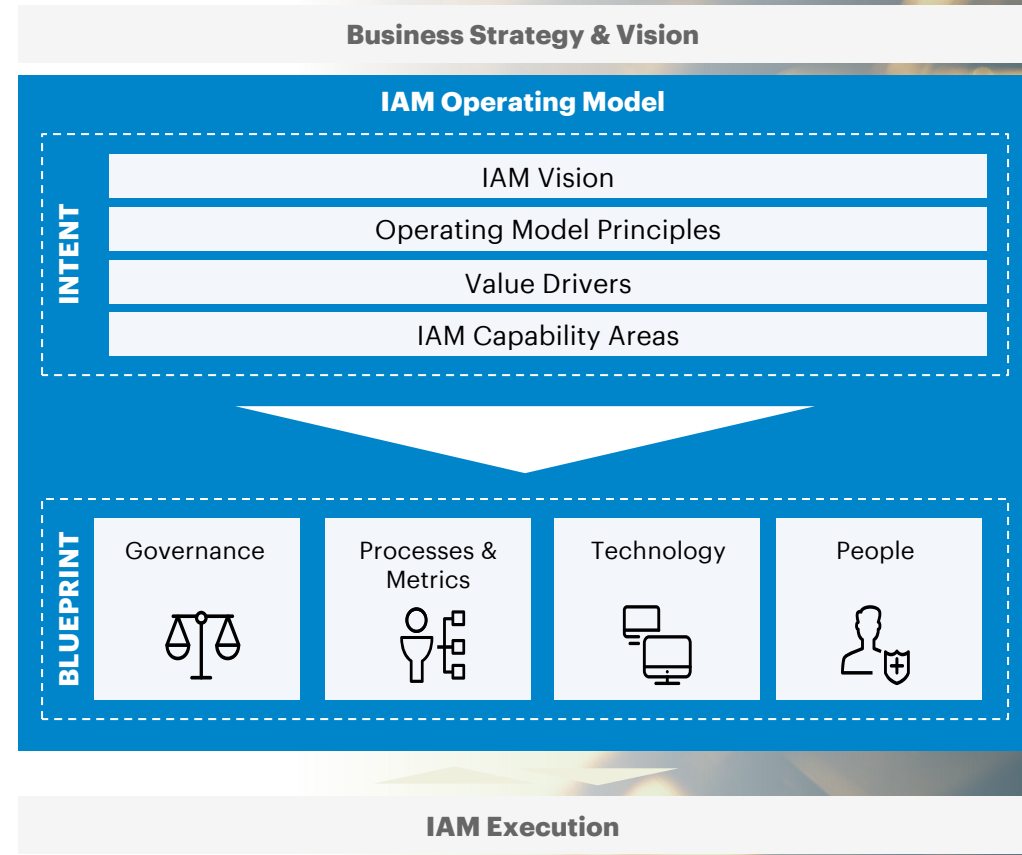 Business Strategy & Vision
IAM Operating Model
INTENT
IAM Vision
Operating Model Principles
Value Drivers
IAM Capability Areas
BLUEPRINT
Governance
Processes &
Metrics
Technology
People
IAM Execution